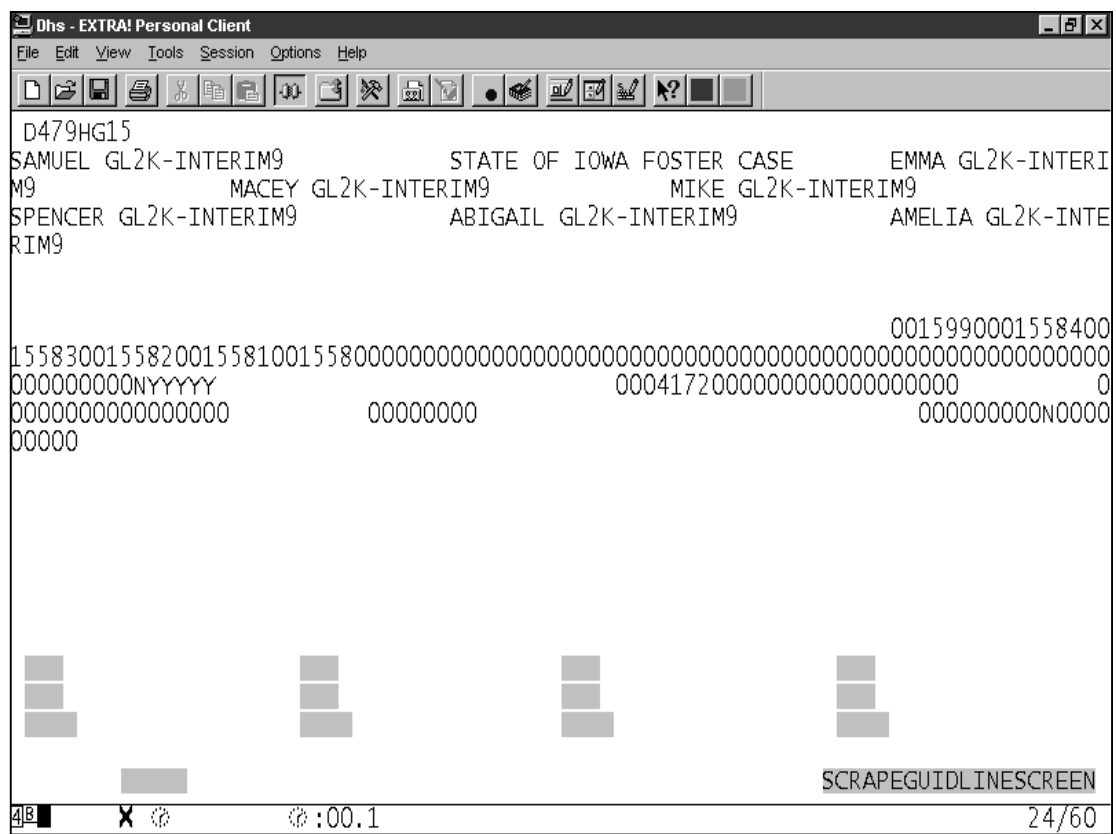 Dhs - EXTRA! Personal Client
File Edit View Tools Session Options Help
D479HG15
SAMUEL GL2K-INTERIM9 STATE OF IOWA FOSTER CASE EMMA GL2K-INTERI
M9 MACEY GL2K-INTERIM9 MIKE GL2K-INTERIM9
SPENCER GL2K-INTERIM9 ABIGAIL GL2K-INTERIM9 AMELIA GL2K-INTE
RIM9
0015990001558400
15583001558200155810015580000000000000000000000000000000000000000000000000000000
000000000NYYYYY 0004172000000000000000000 0
0000000000000000 00000000 000000000N0000
00000
SCRAPEGUIDLINESCREEN
4B X :00.1 24/60